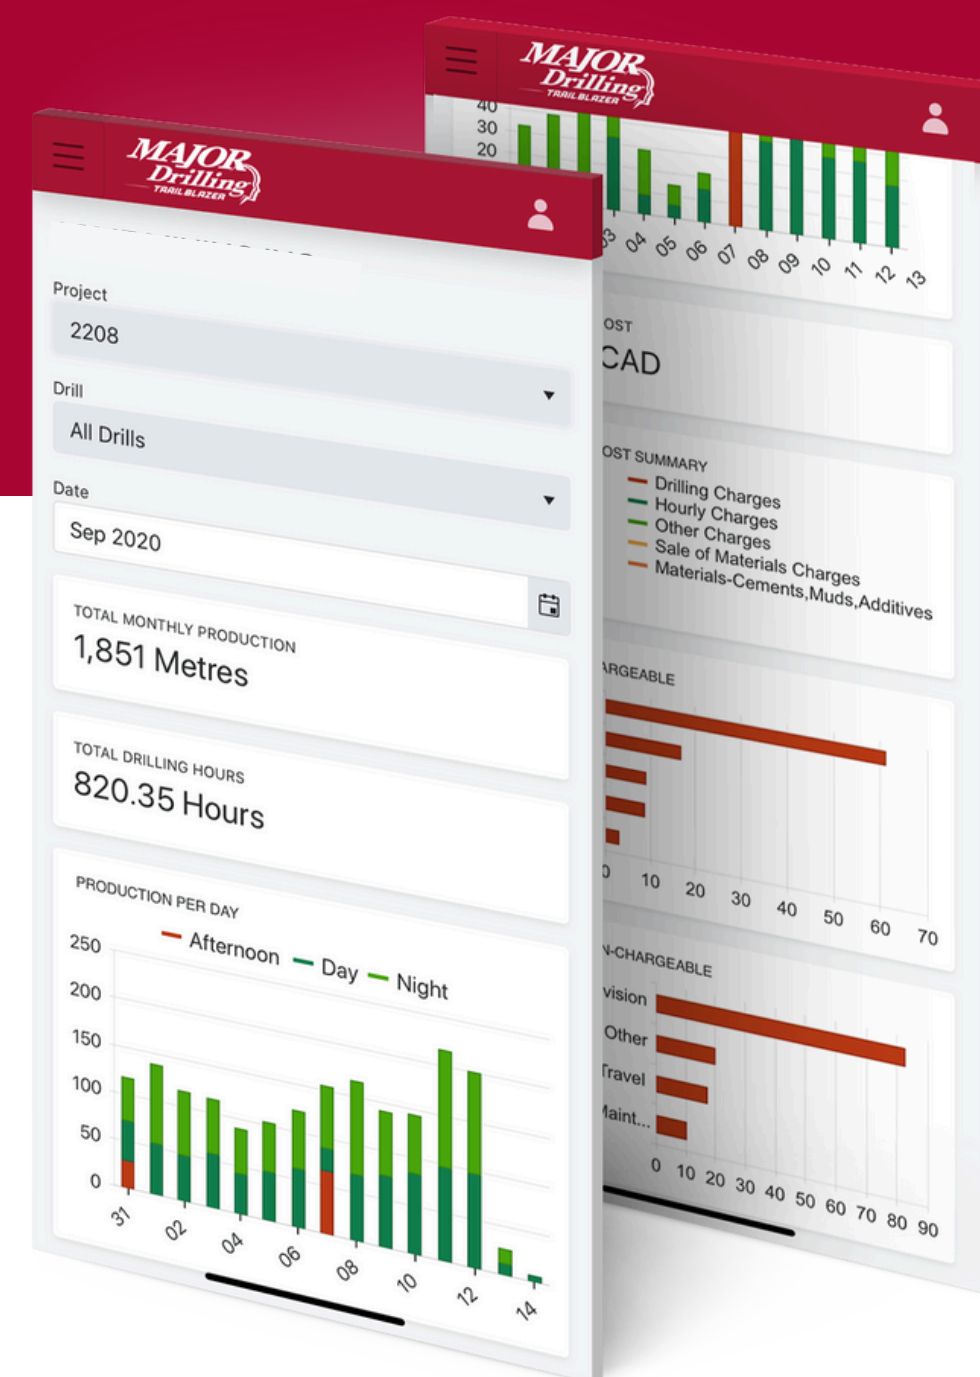 MAJOR
Drilling
TRAILBLAZER
Project
2208
Drill
All Drills
Date
Sep 2020
TOTAL MONTHLY PRODUCTION
1,851 Metres
TOTAL DRILLING HOURS
820.35 Hours
PRODUCTION PER DAY
Afternoon Day Night
250
200
150
100
50
0
31 02 04 06 08 10 12 14
MAJOR
Drilling
TRAILBLAZER
40
30
20
03 04 05 06 07 08 09 10 11 12 13
OST
CAD
OST SUMMARY
Drilling Charges
Hourly Charges
Other Charges
Sale of Materials Charges
Materials-Cements,Muds,Additives
ARGEABLE
0 10 20 30 40 50 60 70
N-CHARGEABLE
vision
Other
Travel
Maint...
0 10 20 30 40 50 60 70 80 90